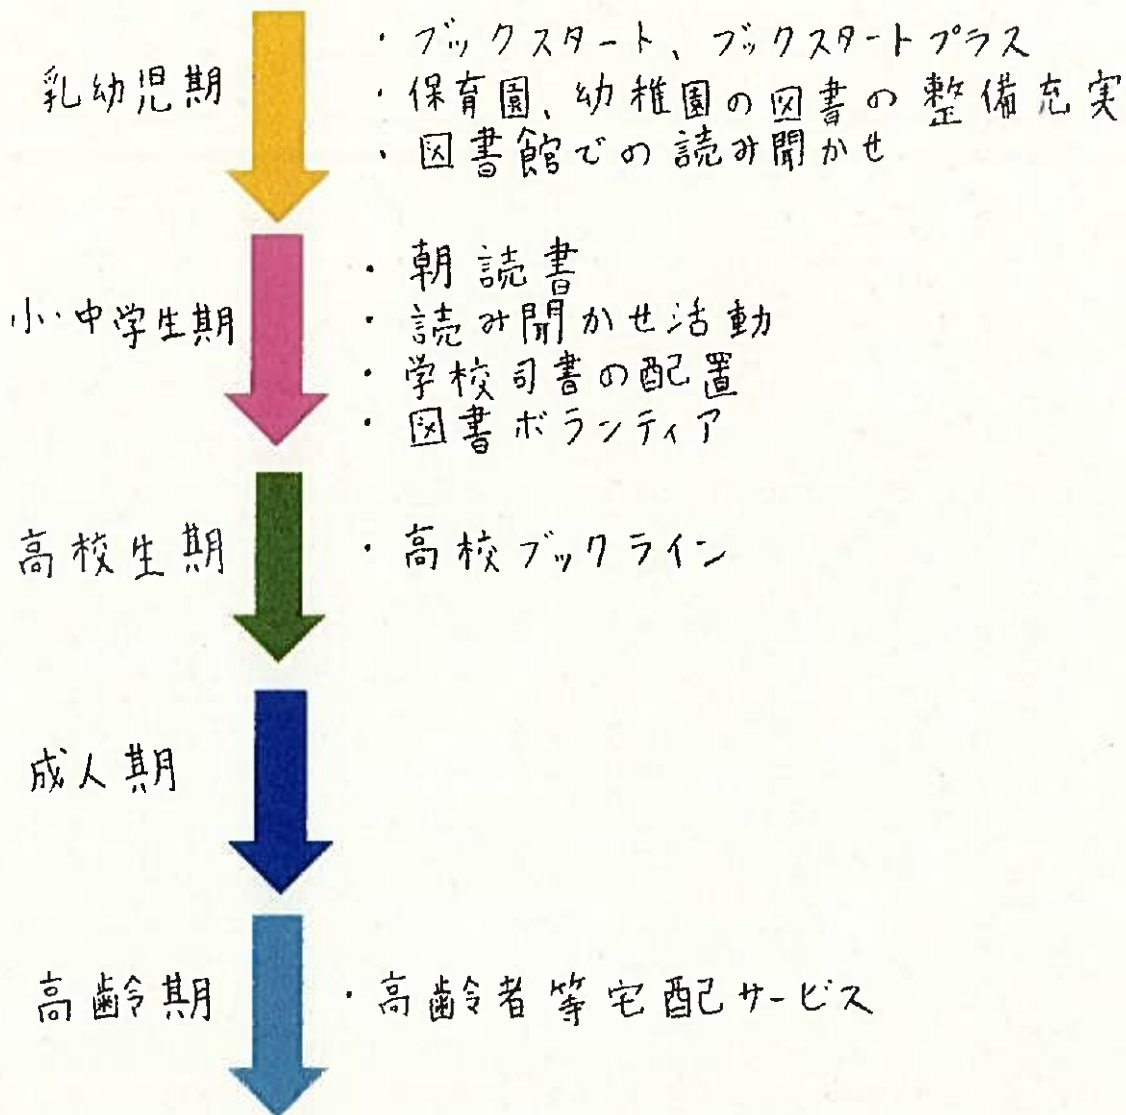 乳幼児期
・ブックスタート、ブックスタートプラス
・保育園、幼稚園の図書の整備充実
・図書館での読み聞かせ
小・中学生期
・朝読書
・読み聞かせ活動
・学校司書の配置
・図書ボランティア
高校生期
・高校ブックライン
成人期
高齢期
・高齢者等宅配サービス